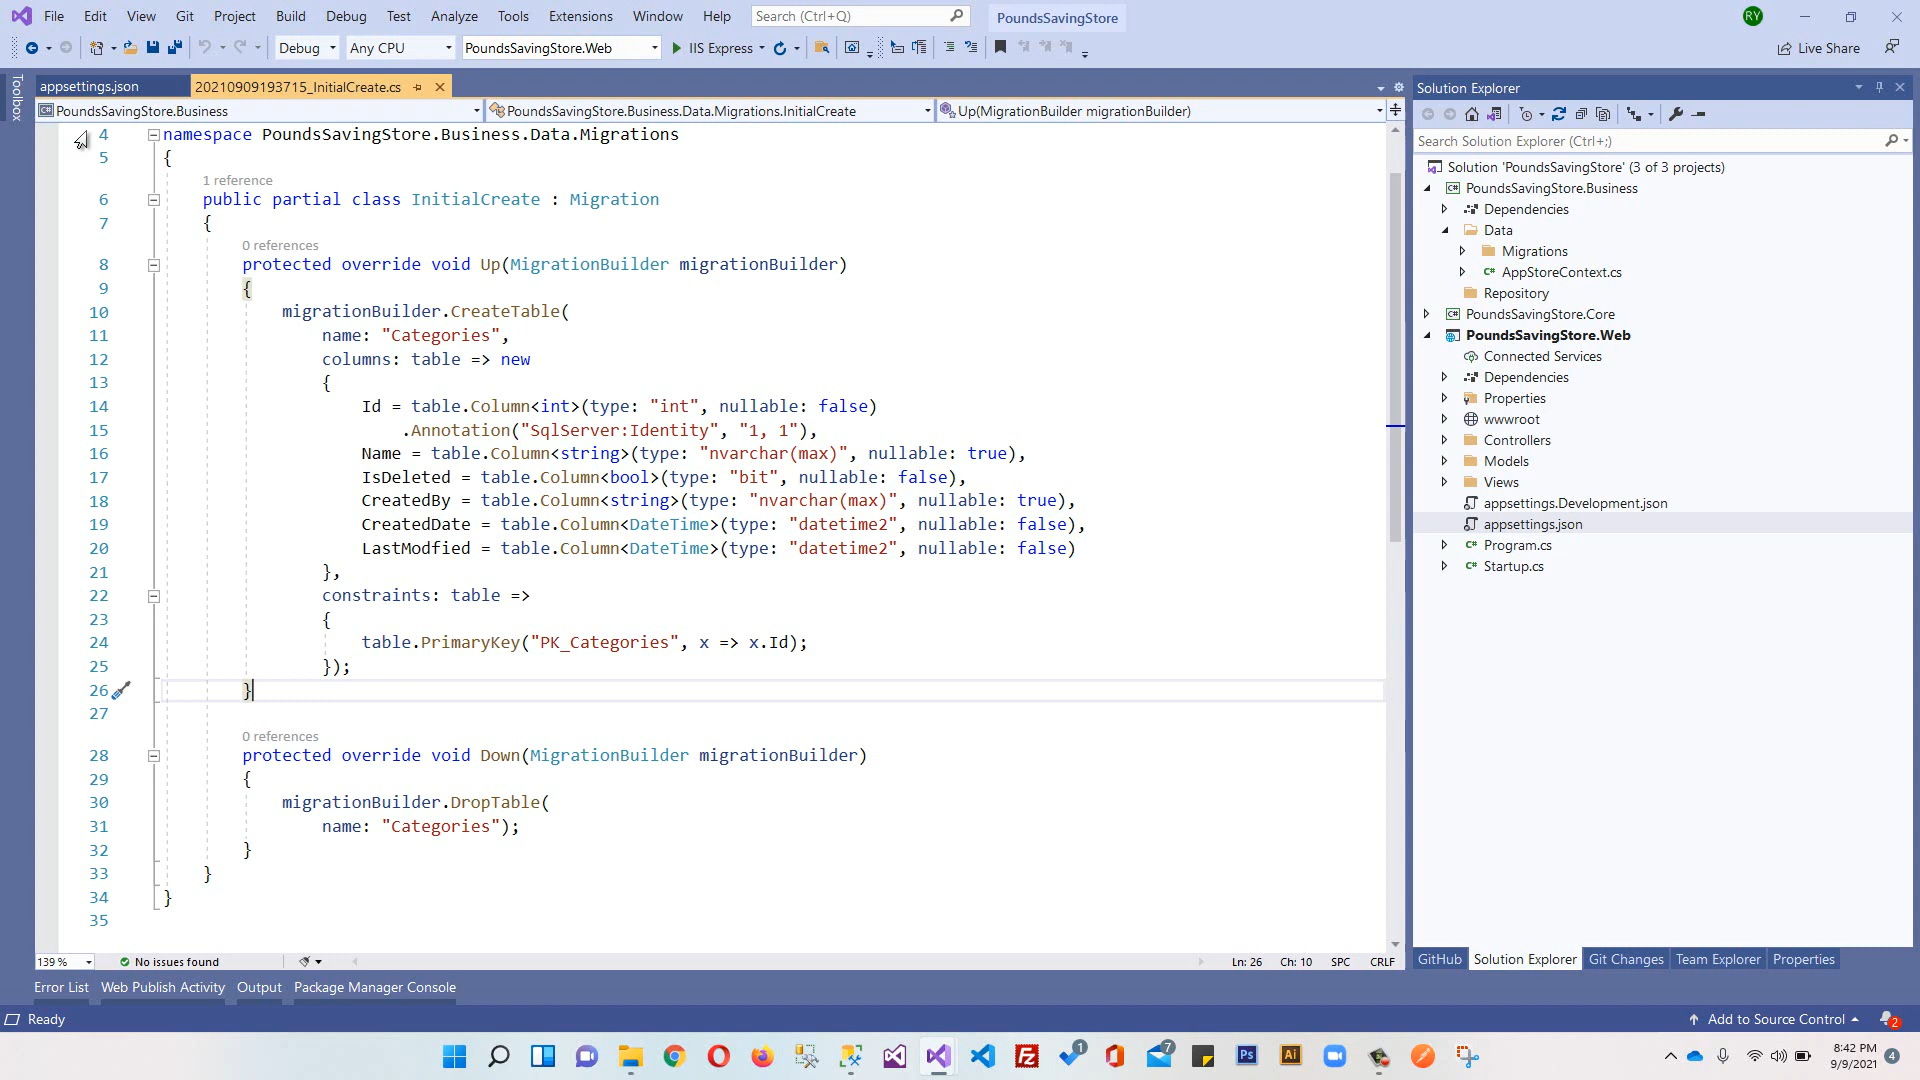 File Edit View Git Project Build Debug Test Analyze Tools Extensions Window Help Search (Ctrl+Q) PoundsSavingStore RY
Debug Any CPU PoundsSavingStore.Web IIS Express Live Share
Toolbox
appsettings.json 20210909193715_InitialCreate.cs
PoundsSavingStore.Business PoundsSavingStore.Business.Data.Migrations.InitialCreate Up(MigrationBuilder migrationBuilder)
4 namespace PoundsSavingStore.Business.Data.Migrations
5 {
1 reference
6 public partial class InitialCreate : Migration
7 {
0 references
8 protected override void Up(MigrationBuilder migrationBuilder)
9 {
10 migrationBuilder.CreateTable(
11 name: "Categories",
12 columns: table => new
13 {
14 Id = table.Column<int>(type: "int", nullable: false)
15 .Annotation("SqlServer:Identity", "1, 1"),
16 Name = table.Column<string>(type: "nvarchar(max)", nullable: true),
17 IsDeleted = table.Column<bool>(type: "bit", nullable: false),
18 CreatedBy = table.Column<string>(type: "nvarchar(max)", nullable: true),
19 CreatedDate = table.Column<DateTime>(type: "datetime2", nullable: false),
20 LastModfied = table.Column<DateTime>(type: "datetime2", nullable: false)
21 },
22 constraints: table =>
23 {
24 table.PrimaryKey("PK_Categories", x => x.Id);
25 });
26 }
27
0 references
28 protected override void Down(MigrationBuilder migrationBuilder)
29 {
30 migrationBuilder.DropTable(
31 name: "Categories");
32 }
33 }
34 }
35
139 % No issues found Ln: 26 Ch: 10 SPC CRLF
Solution Explorer
Search Solution Explorer (Ctrl+;)
Solution 'PoundsSavingStore' (3 of 3 projects)
PoundsSavingStore.Business
Dependencies
Data
Migrations
C# AppStoreContext.cs
Repository
PoundsSavingStore.Core
PoundsSavingStore.Web
Connected Services
Dependencies
Properties
wwwroot
Controllers
Models
Views
appsettings.Development.json
appsettings.json
C# Program.cs
C# Startup.cs
GitHub Solution Explorer Git Changes Team Explorer Properties
Error List Web Publish Activity Output Package Manager Console
Ready Add to Source Control 2
1 7 Ps Ai 8:42 PM
9/9/2021 4